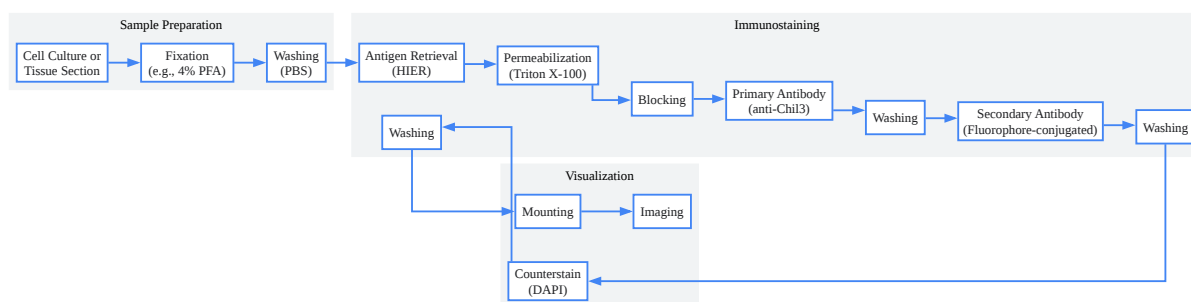 Sample Preparation
Cell Culture or
Tissue Section
Fixation
(e.g., 4% PFA)
Washing
(PBS)
Immunostaining
Antigen Retrieval
(HIER)
Permeabilization
(Triton X-100)
Blocking
Primary Antibody
(anti-Chil3)
Washing
Secondary Antibody
(Fluorophore-conjugated)
Washing
Washing
Visualization
Mounting
Imaging
Counterstain
(DAPI)